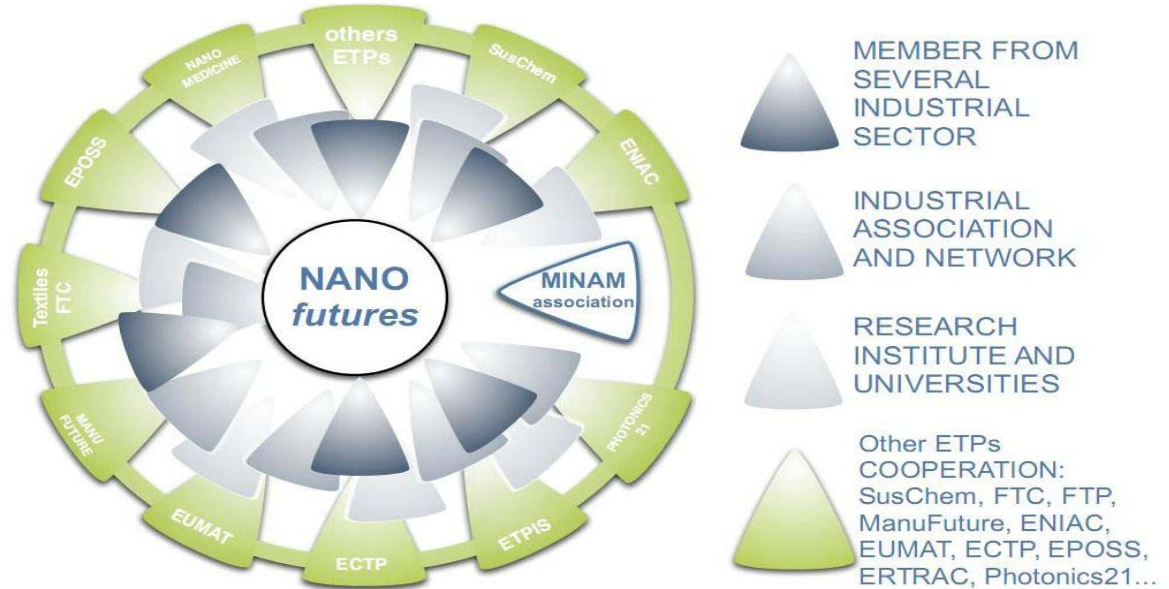 others
ETPs
SusChem
ENIAC
PHOTONICS
21
ETPIS
ECTP
EUMAT
MANU
FUTURE
Textiles
FTC
EPOSS
NANO
MEDICINE
NANO
futures
MINAM
association
MEMBER FROM
SEVERAL
INDUSTRIAL
SECTOR
INDUSTRIAL
ASSOCIATION
AND NETWORK
RESEARCH
INSTITUTE AND
UNIVERSITIES
Other ETPs
COOPERATION:
SusChem, FTC, FTP,
ManuFuture, ENIAC,
EUMAT, ECTP, EPOSS,
ERTRAC, Photonics21...